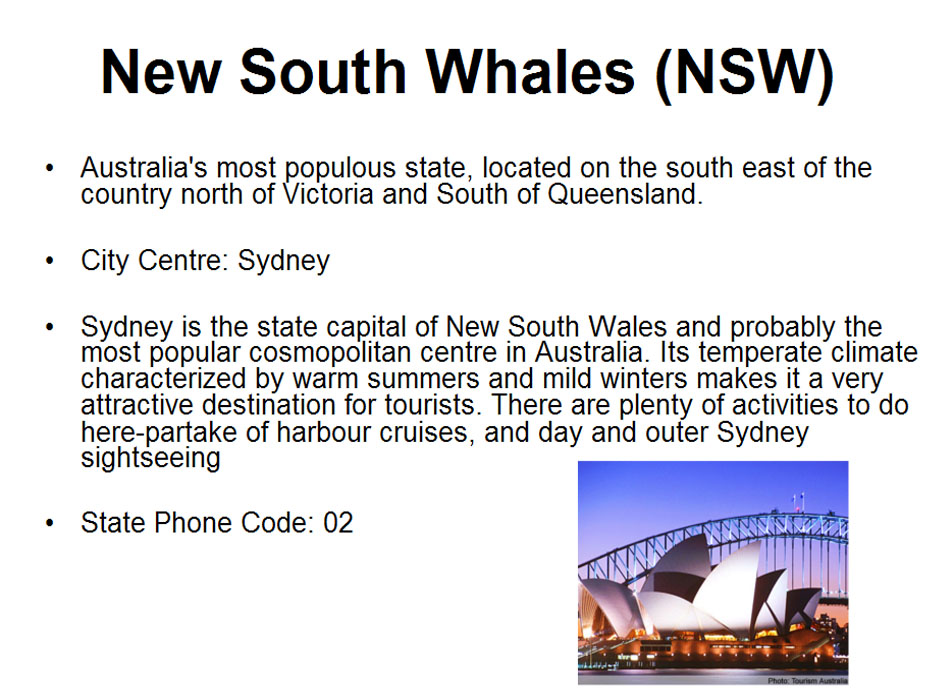 New South Whales (NSW)
• Australia's most populous state, located on the south east of the
country north of Victoria and South of Queensland.
• City Centre: Sydney
• Sydney is the state capital of New South Wales and probably the
most popular cosmopolitan centre in Australia. Its temperate climate
characterized by warm summers and mild winters makes it a very
attractive destination for tourists. There are plenty of activities to do
here-partake of harbour cruises, and day and outer Sydney
sightseeing
• State Phone Code: 02
Photo: Tourism Australia